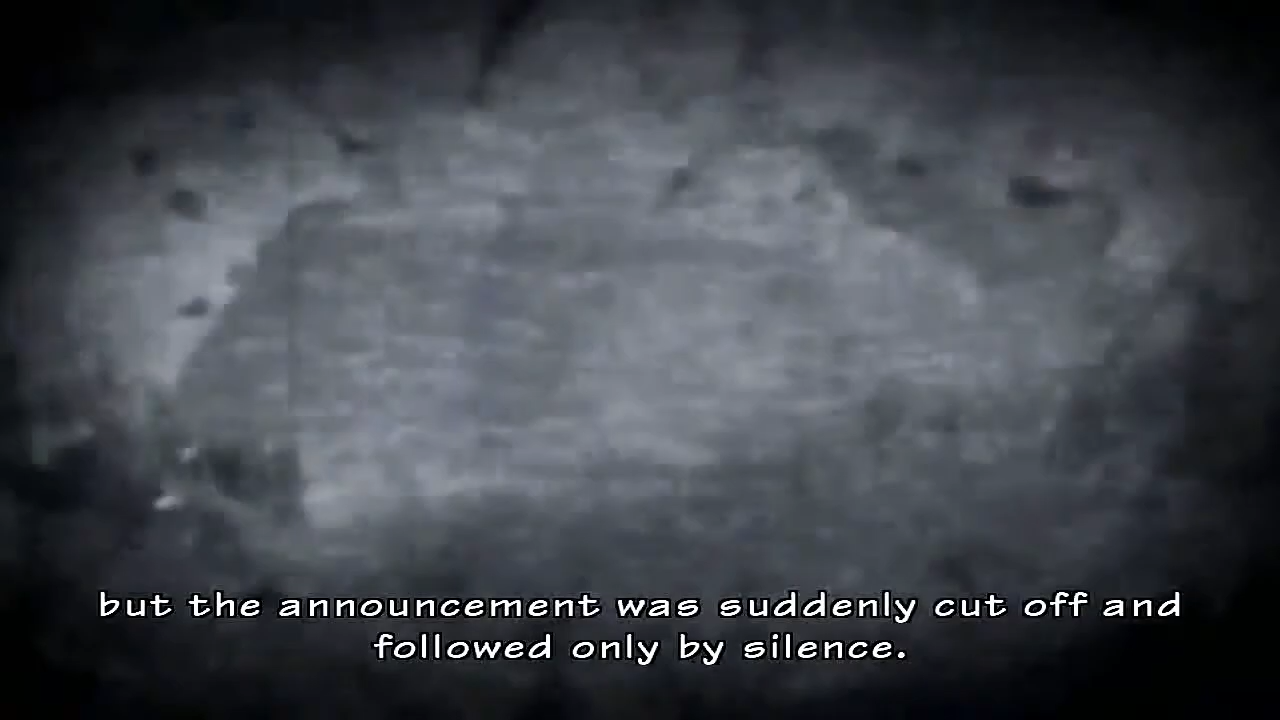 but the announcement was suddenly cut off and
followed only by silence.